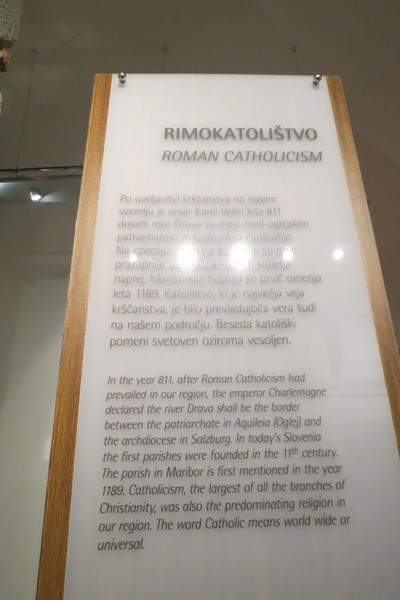 RIMOKATOLIŠTVO
ROMAN CATHOLICISM
Po uveljavitvi krščanstva na našem
ozemlju je cesar Karel Veliki leta 811
določil reko Dravo za mejo med oglejskim
patriarhatom in salzburško nadškofijo.
Na ozemlju so prve
pražupnije stoletja
naprej. Mariborska župnija se prvič omenja
leta 1189. Katolištvo, ki je največja veja
krščanstva, je bilo prevladujoča vera tudi
na našem področju. Beseda katoliški
pomeni svetoven oziroma vesoljen.
In the year 811, after Roman Catholicism had
prevailed in our region, the emperor Charlemagne
declared the river Drava shall be the border
between the patriarchate in Aquileia (Oglej) and
the archdiocese in Salzburg. In today's Slovenia
the first parishes were founded in the 11th century.
The parish in Maribor is first mentioned in the year
1189. Catholicism, the largest of all the branches of
Christianity, was also the predominating religion in
our region. The word Catholic means world wide or
universal.